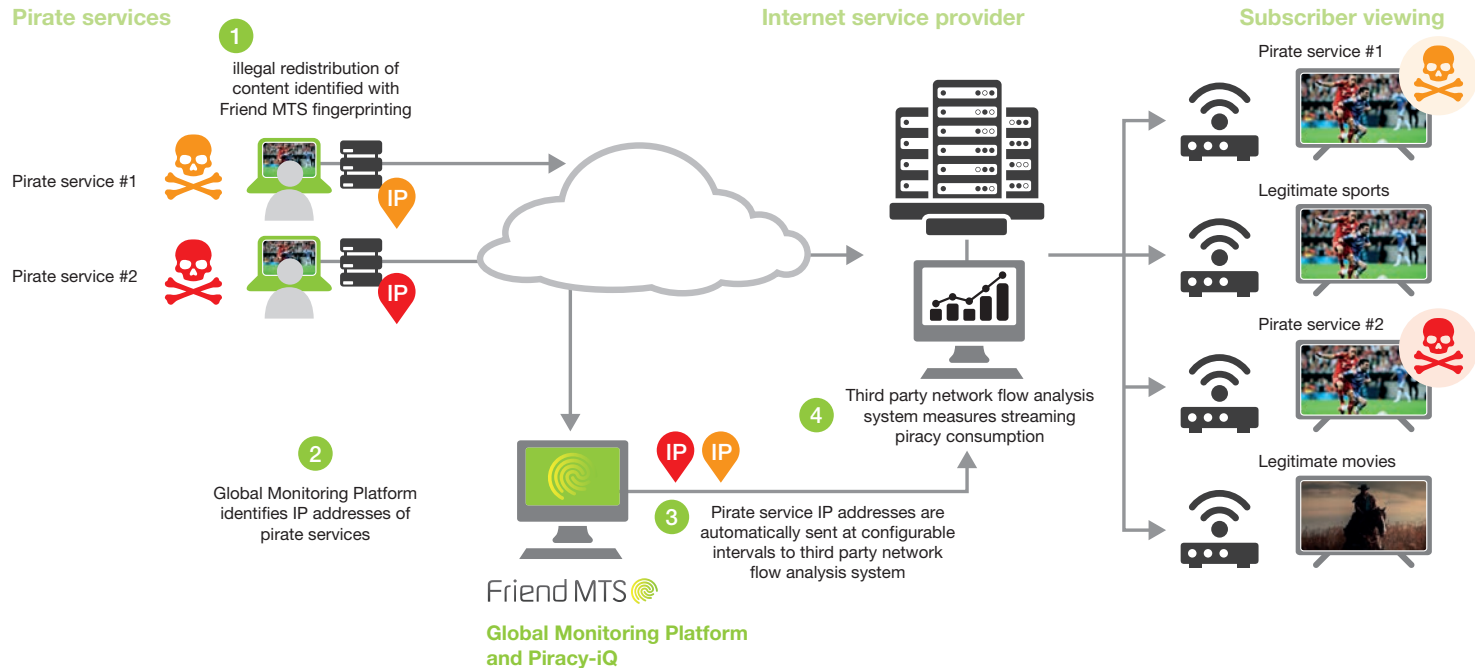 Pirate services
Internet service provider
Subscriber viewing
1
illegal redistribution of
content identified with
Friend MTS fingerprinting
Pirate service #1
IP
Pirate service #2
IP
2
Global Monitoring Platform
identifies IP addresses of
pirate services
IP IP
3
Pirate service IP addresses are
automatically sent at configurable
intervals to third party network
flow analysis system
Friend MTS
Global Monitoring Platform
and Piracy-iQ
4
Third party network flow analysis
system measures streaming
piracy consumption
Pirate service #1
Legitimate sports
Pirate service #2
Legitimate movies